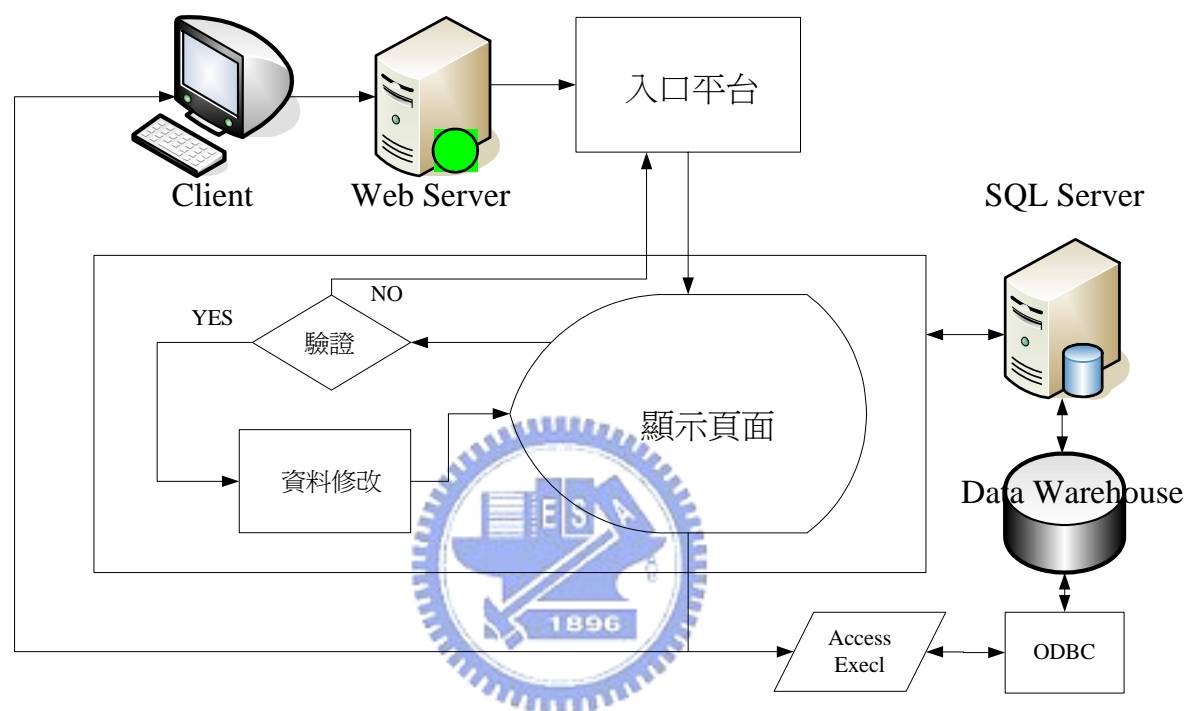 入口平台
Client
Web Server
SQL Server
NO
YES
驗證
顯示頁面
資料修改
Data Warehouse
E S A
1896
Access
Execl
ODBC